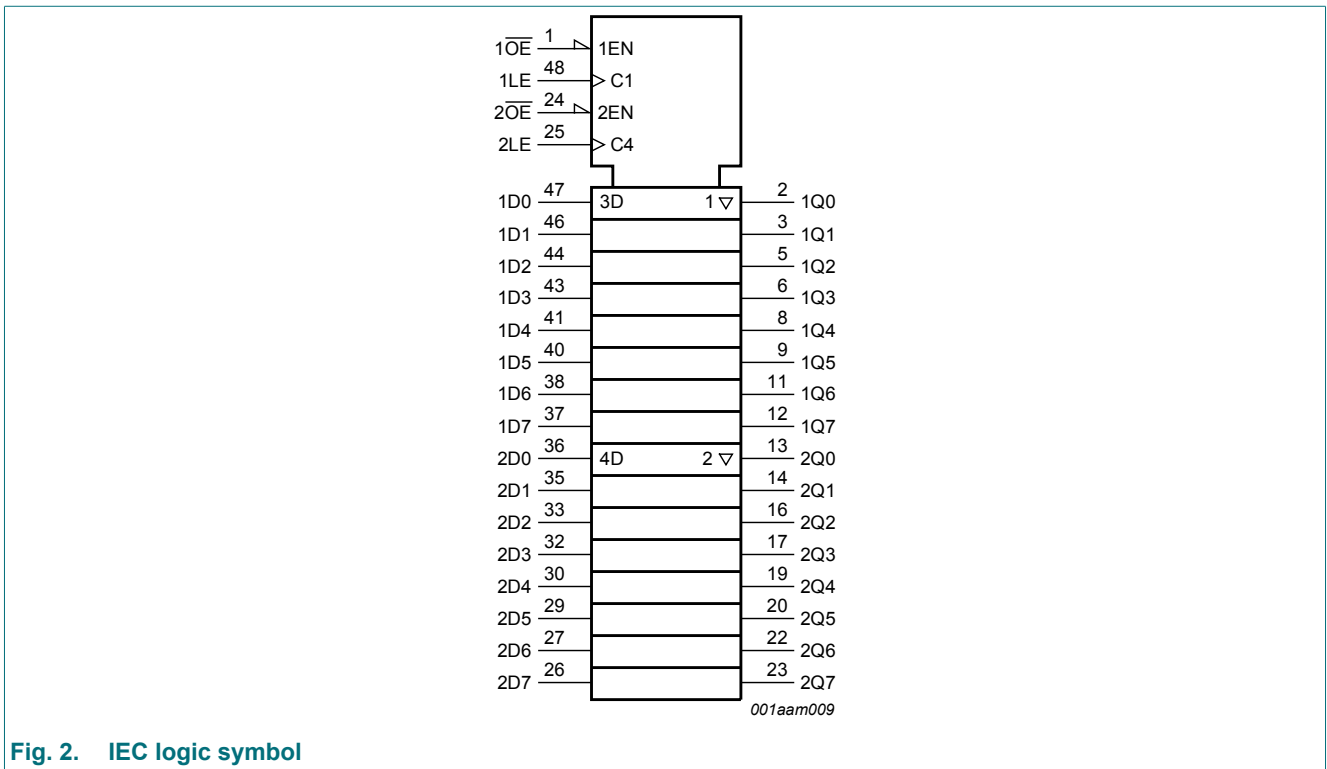 1OE 1 1EN
1LE 48 C1
2OE 24 2EN
2LE 25 C4
1D0 47 3D 1 ▽ 2 1Q0
1D1 46 3 1Q1
1D2 44 5 1Q2
1D3 43 6 1Q3
1D4 41 8 1Q4
1D5 40 9 1Q5
1D6 38 11 1Q6
1D7 37 12 1Q7
2D0 36 4D 2 ▽ 13 2Q0
2D1 35 14 2Q1
2D2 33 16 2Q2
2D3 32 17 2Q3
2D4 30 19 2Q4
2D5 29 20 2Q5
2D6 27 22 2Q6
2D7 26 23 2Q7
001aam009
Fig. 2. IEC logic symbol